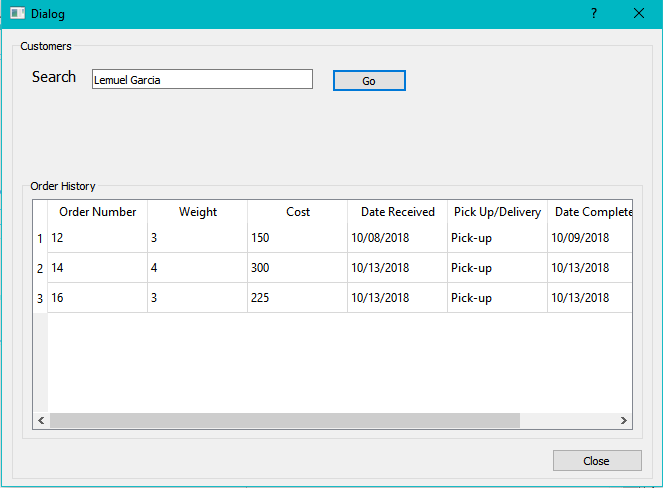 Dialog ?
Customers
Search Lemuel Garcia Go
Order History
Order Number Weight Cost Date Received Pick Up/Delivery Date Complete
1 12 3 150 10/08/2018 Pick-up 10/09/2018
2 14 4 300 10/13/2018 Pick-up 10/13/2018
3 16 3 225 10/13/2018 Pick-up 10/13/2018
Close